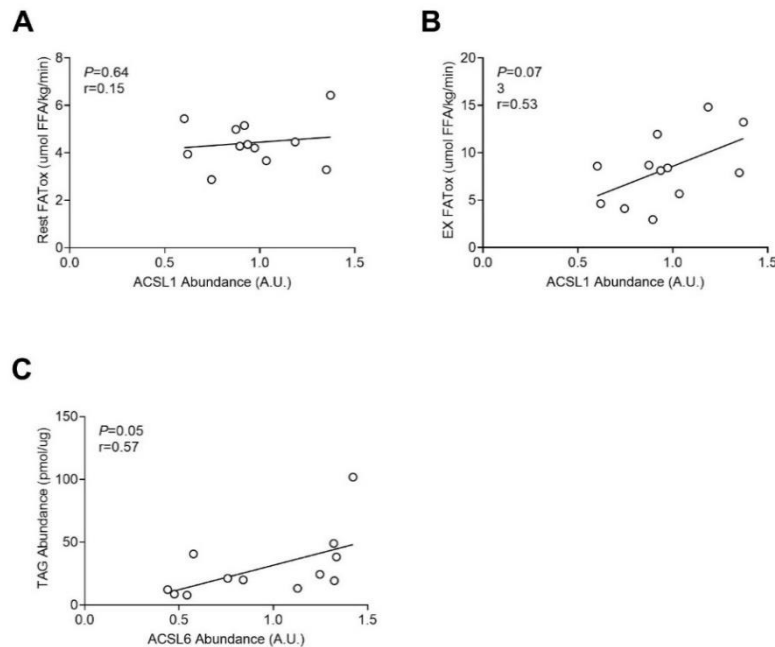 A
P=0.64
r=0.15
Rest FATox (umol FFA/kg/min)
8
6
4
2
0
0.0 0.5 1.0 1.5
ACSL1 Abundance (A.U.)
B
P=0.07
3
r=0.53
EX FATox (umol FFA/kg/min)
20
15
10
5
0
0.0 0.5 1.0 1.5
ACSL1 Abundance (A.U.)
C
P=0.05
r=0.57
TAG Abundance (pmol/ug)
150
100
50
0
0.0 0.5 1.0 1.5
ACSL6 Abundance (A.U.)